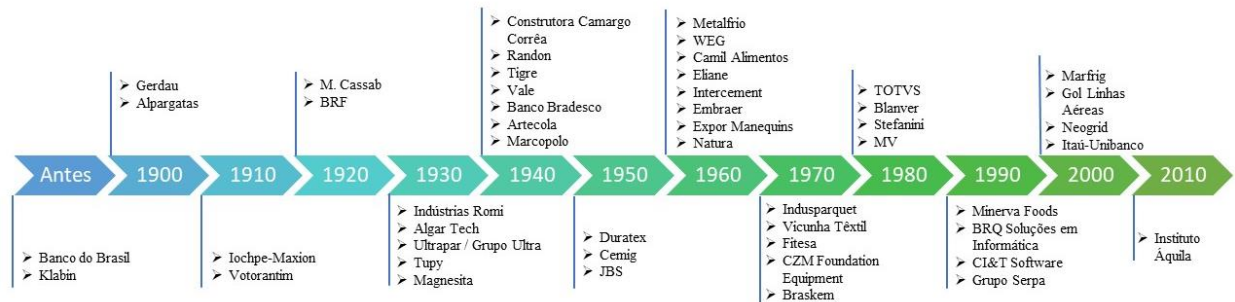 ➢ Construtora Camargo
Corrêa
➢ Randon
➢ Tigre
➢ Vale
➢ Banco Bradesco
➢ Artecola
➢ Marcopolo
➢ Metalfrio
➢ WEG
➢ Camil Alimentos
➢ Eliane
➢ Intercement
➢ Embraer
➢ Expor Manequins
➢ Natura
➢ Gerdau
➢ Alpargatas
➢ M. Cassab
➢ BRF
➢ TOTVS
➢ Blanver
➢ Stefanini
➢ MV
➢ Marfrig
➢ Gol Linhas
Aéreas
➢ Neogrid
➢ Itaú-Unibanco
Antes 1900 1910 1920 1930 1940 1950 1960 1970 1980 1990 2000 2010
➢ Banco do Brasil
➢ Klabin
➢ Iochpe-Maxion
➢ Votorantim
➢ Indústrias Romi
➢ Algar Tech
➢ Ultrapar / Grupo Ultra
➢ Tupy
➢ Magnesita
➢ Duratex
➢ Cemig
➢ JBS
➢ Indusparquet
➢ Vicunha Têxtil
➢ Fitesa
➢ CZM Foundation
Equipment
➢ Braskem
➢ Minerva Foods
➢ BRQ Soluções em
Informática
➢ CI&T Software
➢ Grupo Serpa
➢ Instituto
Áquila